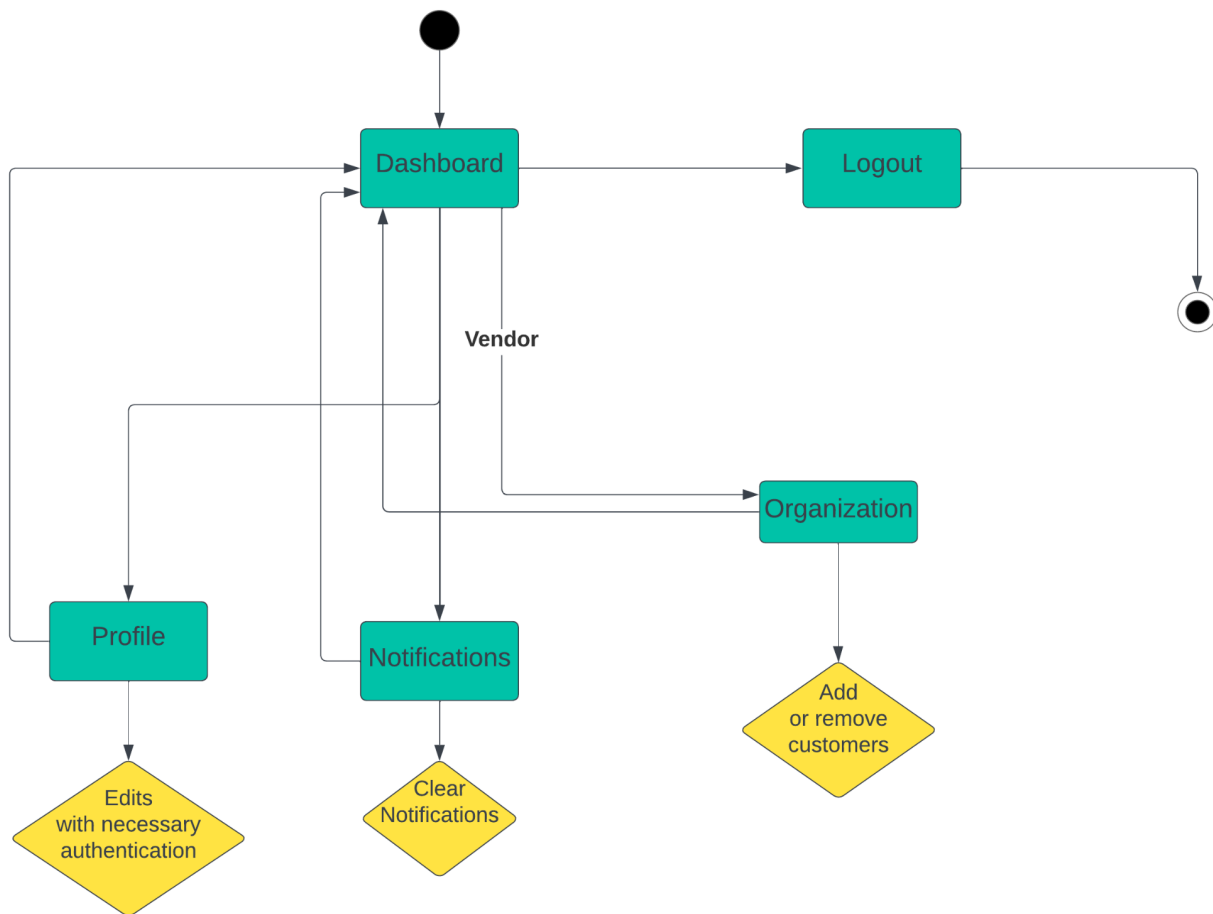 Dashboard
Logout
Vendor
Organization
Profile
Notifications
Add
or remove
customers
Edits
with necessary
authentication
Clear
Notifications